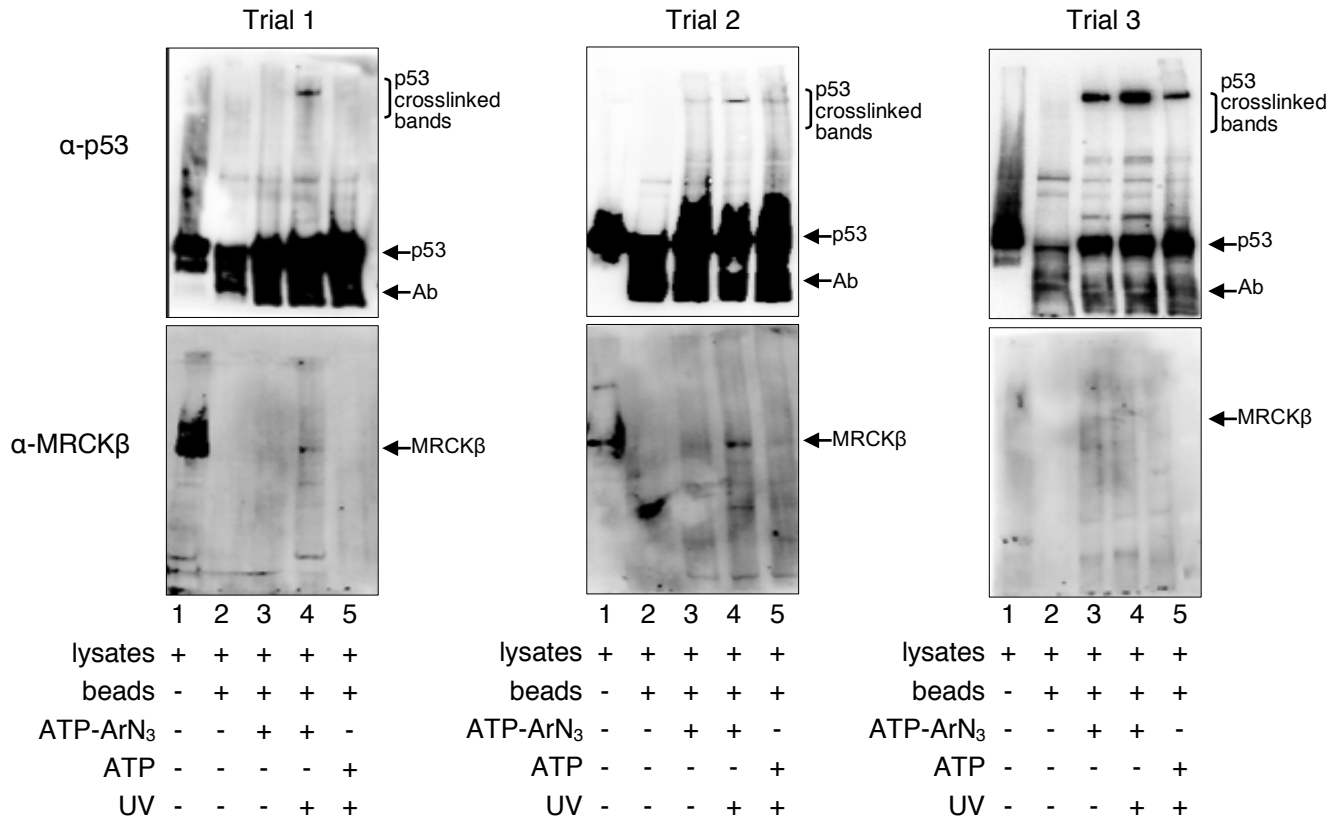 Trial 1 Trial 2 Trial 3
α-p53
p53
crosslinked
bands
p53
Ab
p53
crosslinked
bands
p53
Ab
p53
crosslinked
bands
p53
Ab
α-MRCKβ
MRCKβ
MRCKβ
MRCKβ
1 2 3 4 5
lysates + + + + +
beads - + + + +
ATP-ArN₃ - - + + -
ATP - - - - +
UV - - - + +
1 2 3 4 5
lysates + + + + +
beads - + + + +
ATP-ArN₃ - - + + -
ATP - - - - +
UV - - - + +
1 2 3 4 5
lysates + + + + +
beads - + + + +
ATP-ArN₃ - - + + -
ATP - - - - +
UV - - - + +